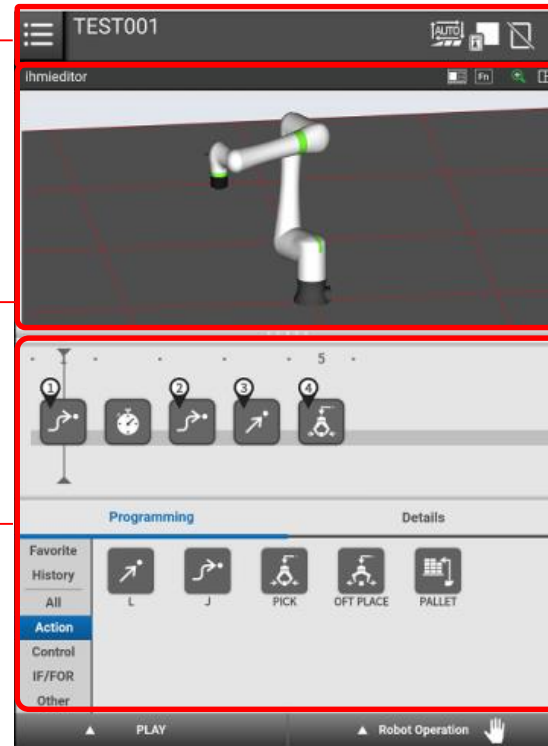 TEST001
AUTO
ihmieditor
Fn
1
5
1
2
3
4
Programming
Details
Favorite
History
All
Action
Control
IF/FOR
Other
L
J
PICK
OFT PLACE
PALLET
PLAY
Robot Operation